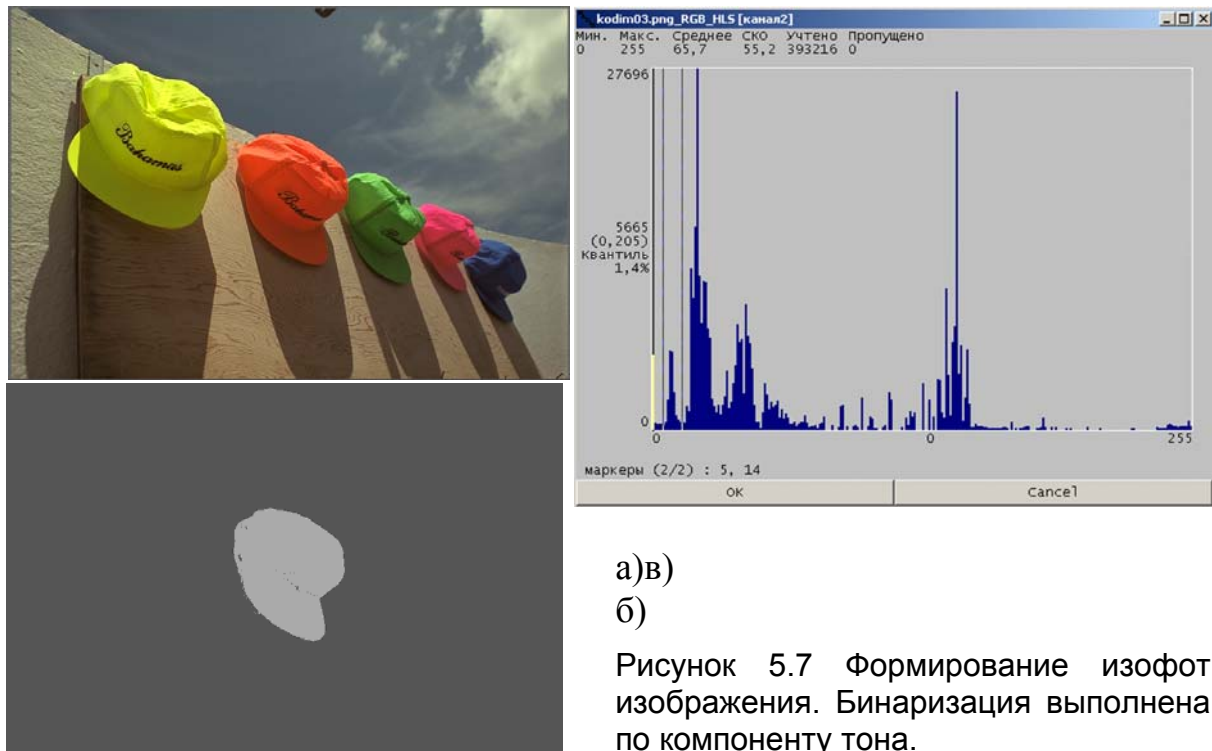 Bahamas
Bahamas
kodim03.png_RGB_HLS [канал2]
Мин. Макс. Среднее СКО Учтено Пропущено
0 255 65,7 55,2 393216 0
27696
5665
(0,205)
квантиль
1,4%
0
0 0 255
маркеры (2/2) : 5, 14
OK Cancel
а)в)
б)
Рисунок 5.7 Формирование изофот
изображения. Бинаризация выполнена
по компоненту тона.